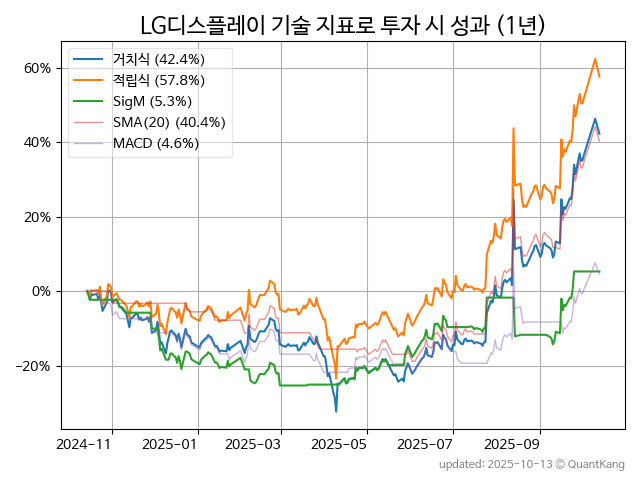 LG디스플레이 기술 지표로 투자 시 성과 (1년)
거치식 (42.4%)
적립식 (57.8%)
SigM (5.3%)
SMA(20) (40.4%)
MACD (4.6%)
60%
40%
20%
0%
−20%
2024-11 2025-01 2025-03 2025-05 2025-07 2025-09
updated: 2025-10-13 © QuantKang